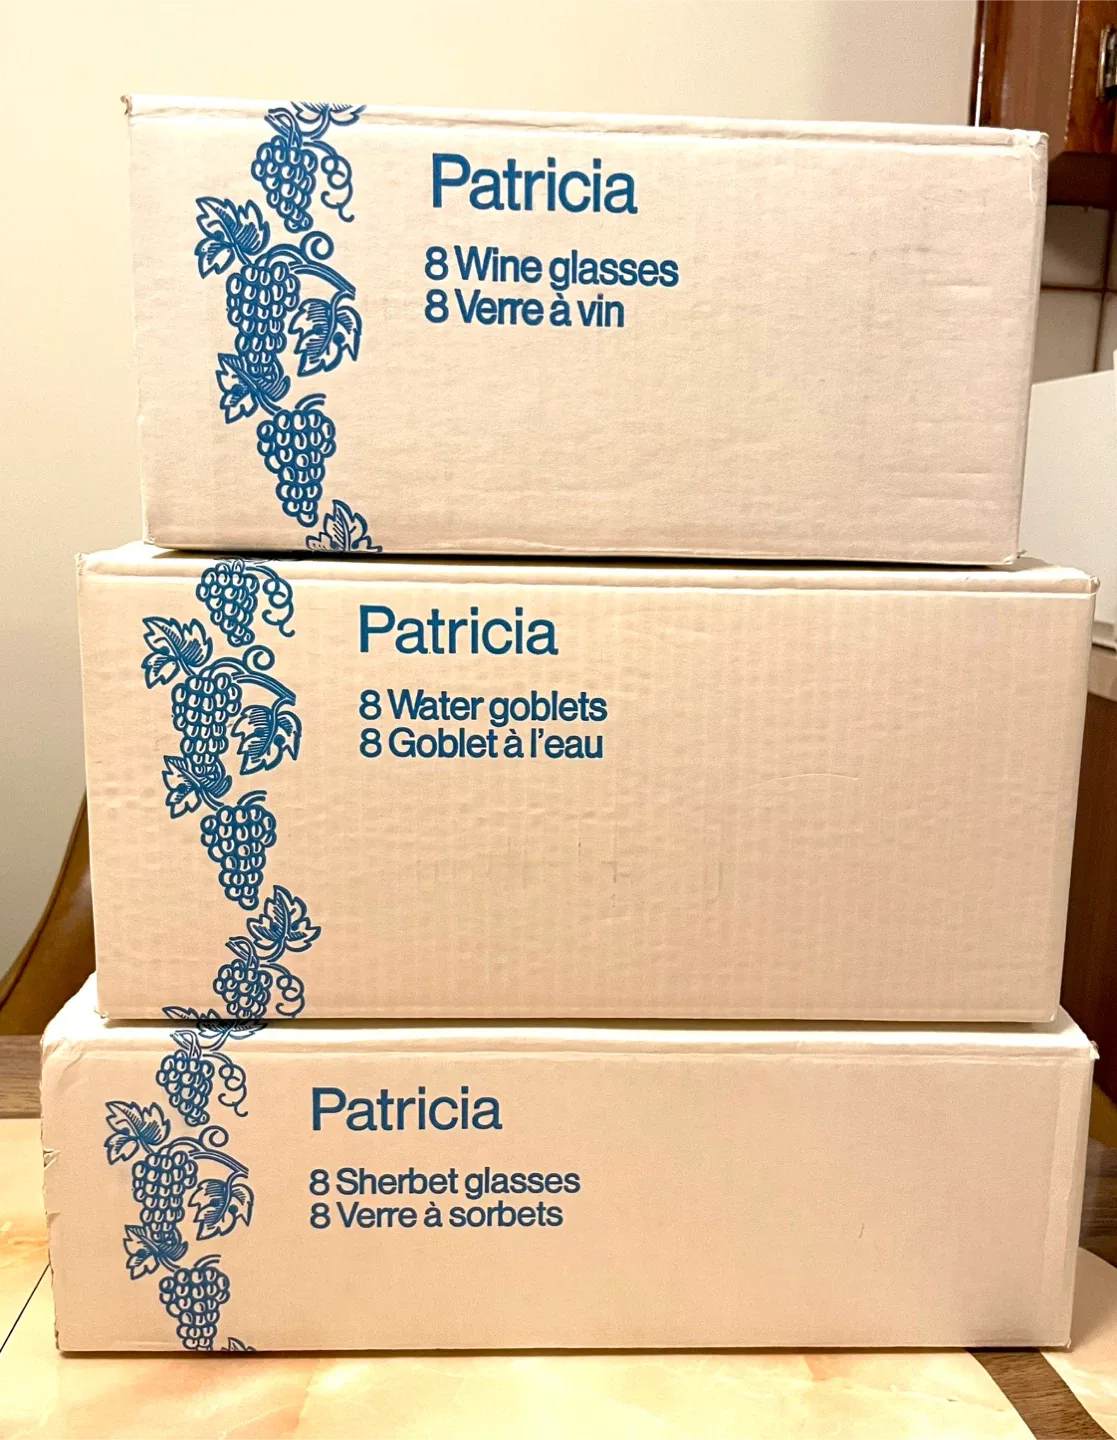 Patricia
8 Wine glasses
8 Verre à vin
Patricia
8 Water goblets
8 Goblet à l'eau
Patricia
8 Sherbet glasses
8 Verre à sorbets